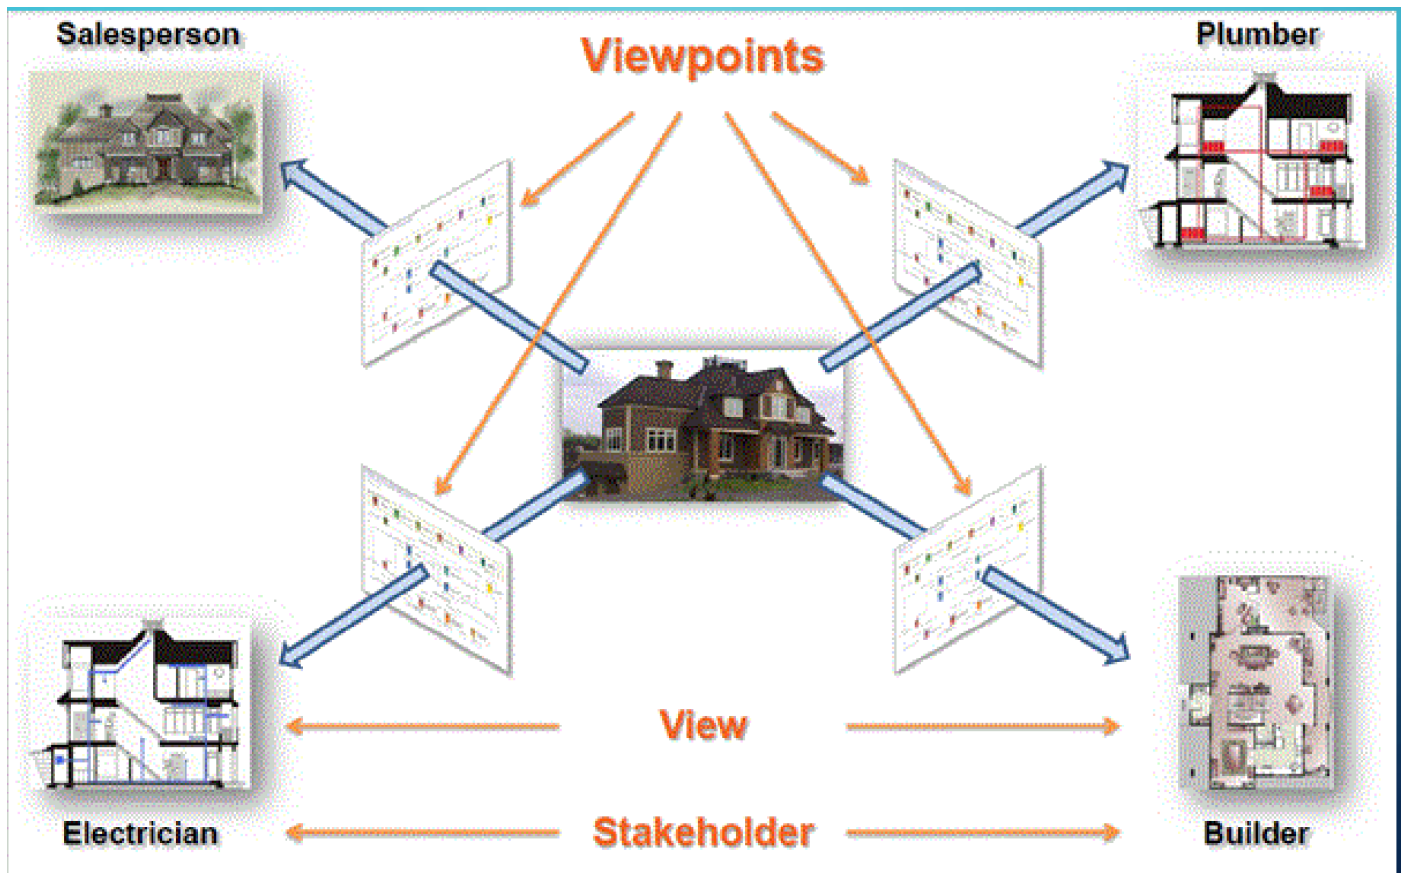 Salesperson
Viewpoints
Plumber
View
Electrician
Stakeholder
Builder